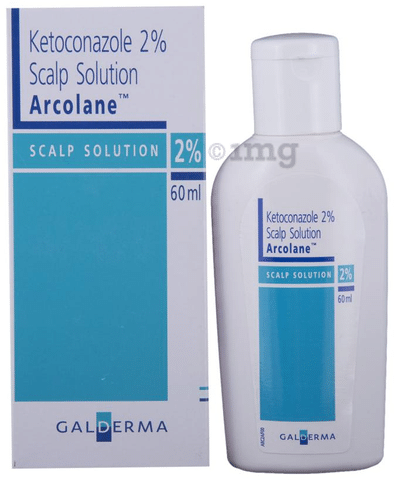 Ketoconazole 2%
Scalp Solution
Arcolane™
SCALP SOLUTION 2%
60 ml
GALDERMA
1mg
Ketoconazole 2%
Scalp Solution
Arcolane™
SCALP SOLUTION 2%
60 ml
GALDERMA